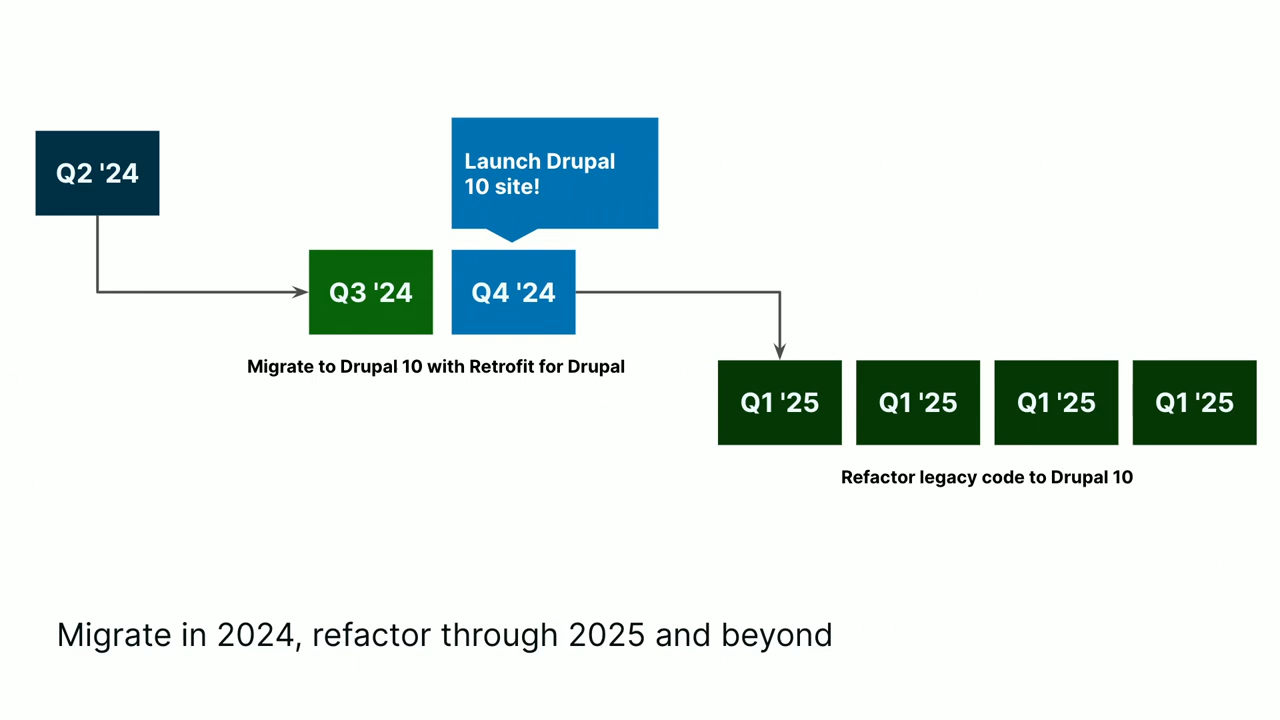 Q2 '24
Launch Drupal
10 site!
Q3 '24
Q4 '24
Migrate to Drupal 10 with Retrofit for Drupal
Q1 '25
Q1 '25
Q1 '25
Q1 '25
Refactor legacy code to Drupal 10
Migrate in 2024, refactor through 2025 and beyond